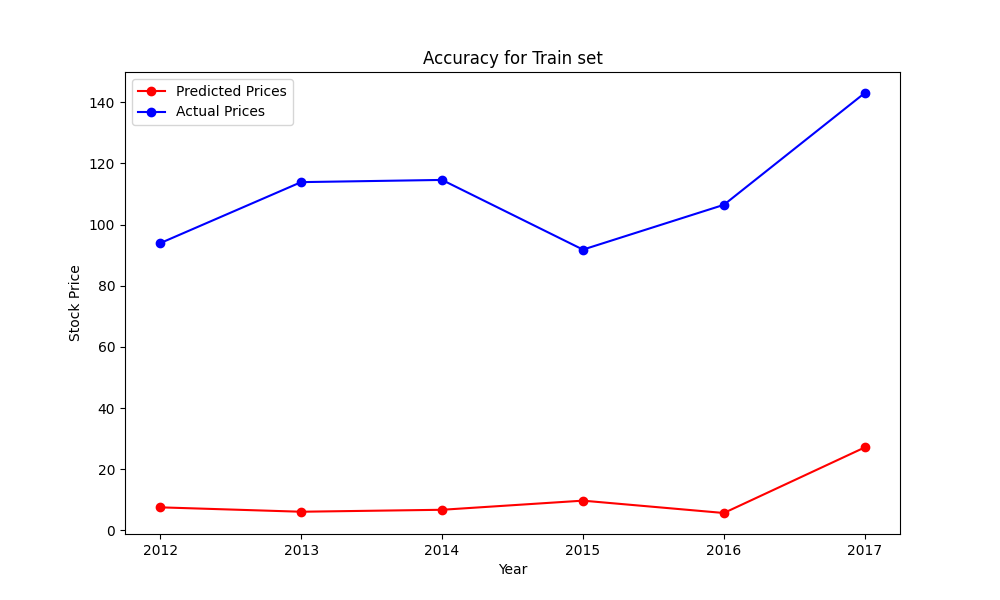 Accuracy for Train set
Predicted Prices
Actual Prices
140
120
100
80
60
40
20
0
Stock Price
2012 2013 2014 2015 2016 2017
Year